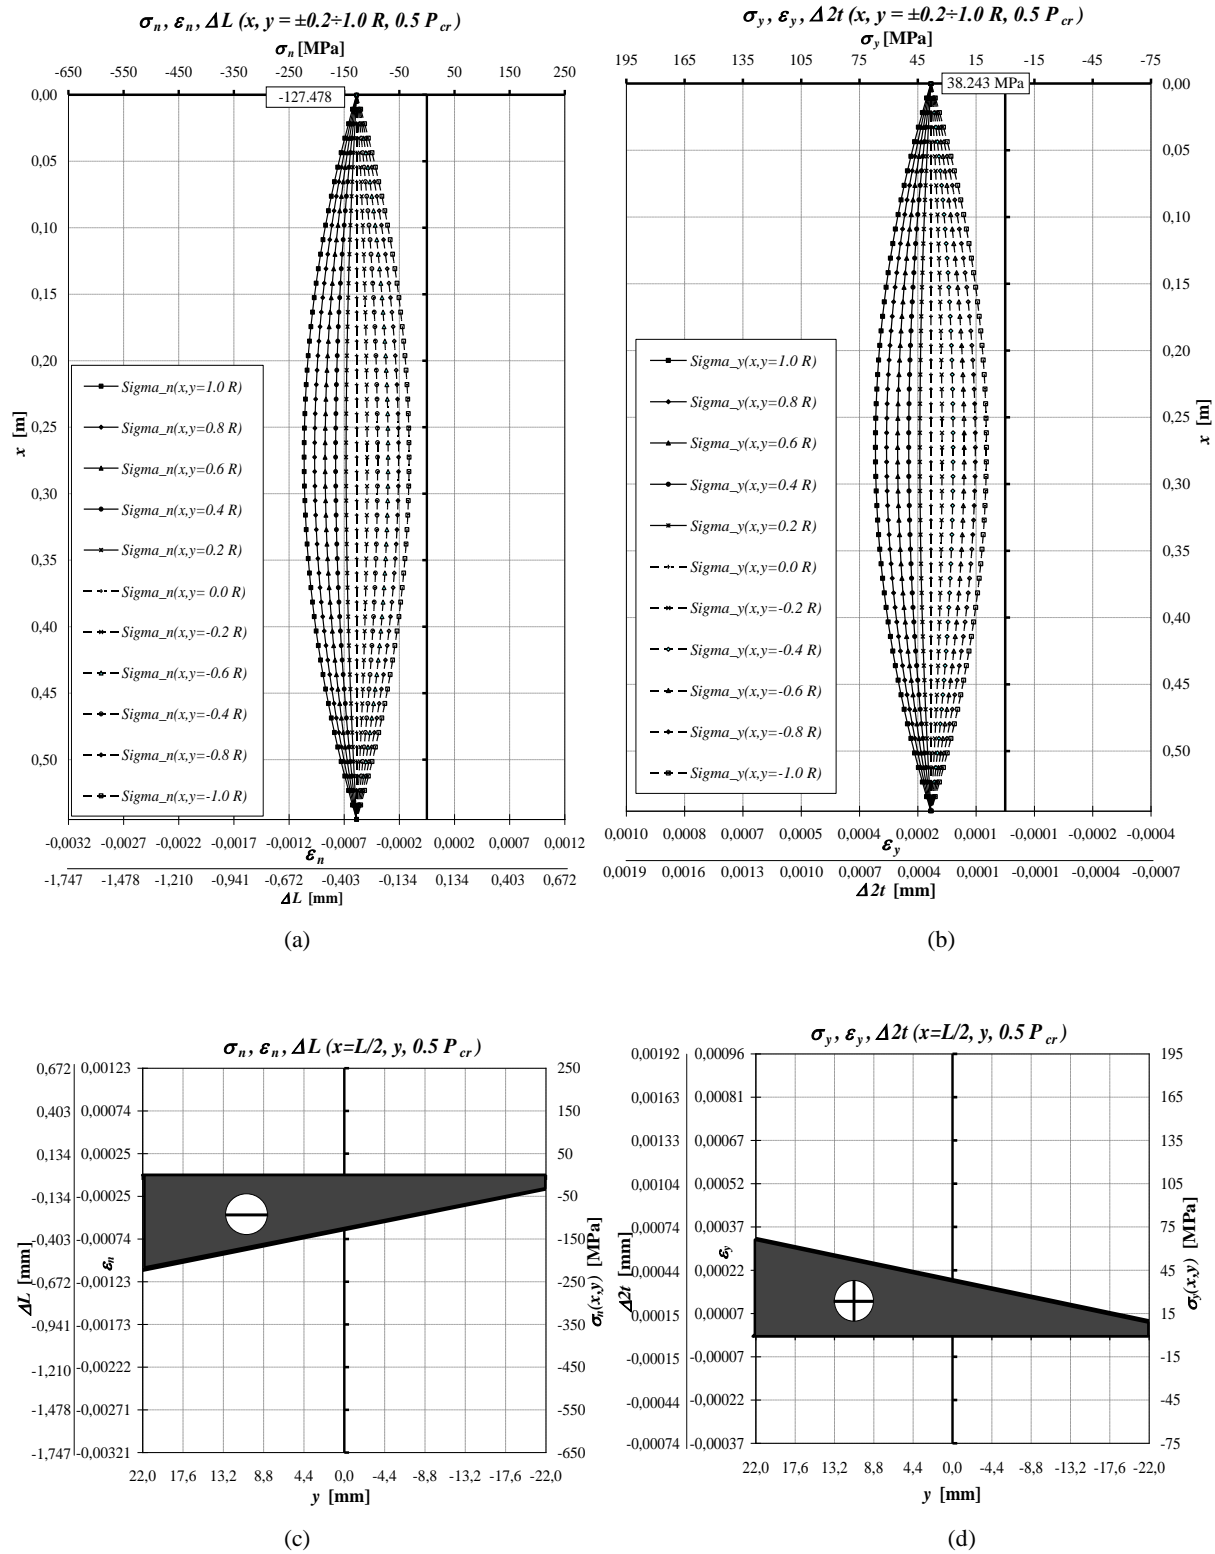 σn, εn, ΔL (x, y = ±0.2÷1.0 R, 0.5 Pcr)
σn [MPa]
-650 -550 -450 -350 -250 -150 -50 50 150 250
-127.478
0,00
0,05
0,10
0,15
0,20
0,25
0,30
0,35
0,40
0,45
0,50
x [m]
Sigma_n(x,y=1.0 R)
Sigma_n(x,y=0.8 R)
Sigma_n(x,y=0.6 R)
Sigma_n(x,y=0.4 R)
Sigma_n(x,y=0.2 R)
Sigma_n(x,y= 0.0 R)
Sigma_n(x,y=-0.2 R)
Sigma_n(x,y=-0.6 R)
Sigma_n(x,y=-0.4 R)
Sigma_n(x,y=-0.8 R)
Sigma_n(x,y=-1.0 R)
-0,0032 -0,0027 -0,0022 -0,0017 -0,0012 -0,0007 -0,0002 0,0002 0,0007 0,0012
εn
-1,747 -1,478 -1,210 -0,941 -0,672 -0,403 -0,134 0,134 0,403 0,672
ΔL [mm]
(a)
σy, εy, Δ2t (x, y = ±0.2÷1.0 R, 0.5 Pcr)
σy[MPa]
195 165 135 105 75 45 15 -15 -45 -75
38.243 MPa
0,00
0,05
0,10
0,15
0,20
0,25
0,30
0,35
0,40
0,45
0,50
x [m]
Sigma_y(x,y=1.0 R)
Sigma_y(x,y=0.8 R)
Sigma_y(x,y=0.6 R)
Sigma_y(x,y=0.4 R)
Sigma_y(x,y=0.2 R)
Sigma_y(x,y=0.0 R)
Sigma_y(x,y=-0.2 R)
Sigma_y(x,y=-0.4 R)
Sigma_y(x,y=-0.6 R)
Sigma_y(x,y=-0.8 R)
Sigma_y(x,y=-1.0 R)
0,0010 0,0008 0,0007 0,0005 0,0004 0,0002 0,0001 -0,0001 -0,0002 -0,0004
εy
0,0019 0,0016 0,0013 0,0010 0,0007 0,0004 0,0001 -0,0001 -0,0004 -0,0007
Δ2t [mm]
(b)
σn, εn, ΔL (x=L/2, y, 0.5 Pcr)
0,672 0,00123 250
0,403 0,00074 150
0,134 0,00025 50
-0,134 -0,00025 -50
-0,403 -0,00074 -150
-0,672 -0,00123 -250
-0,941 -0,00173 -350
-1,210 -0,00222 -450
-1,478 -0,00271 -550
-1,747 -0,00321 -650
ΔL [mm]
εn
σn(x,y) [MPa]
22,0 17,6 13,2 8,8 4,4 0,0 -4,4 -8,8 -13,2 -17,6 -22,0
y [mm]
(c)
σy, εy, Δ2t (x=L/2, y, 0.5 Pcr)
0,00192 0,00096 195
0,00163 0,00081 165
0,00133 0,00067 135
0,00104 0,00052 105
0,00074 0,00037 75
0,00044 0,00022 45
0,00015 0,00007 15
-0,00015 -0,00007 -15
-0,00044 -0,00022 -45
-0,00074 -0,00037 -75
Δ2t [mm]
εy
σy(x,y) [MPa]
22,0 17,6 13,2 8,8 4,4 0,0 -4,4 -8,8 -13,2 -17,6 -22,0
y [mm]
(d)